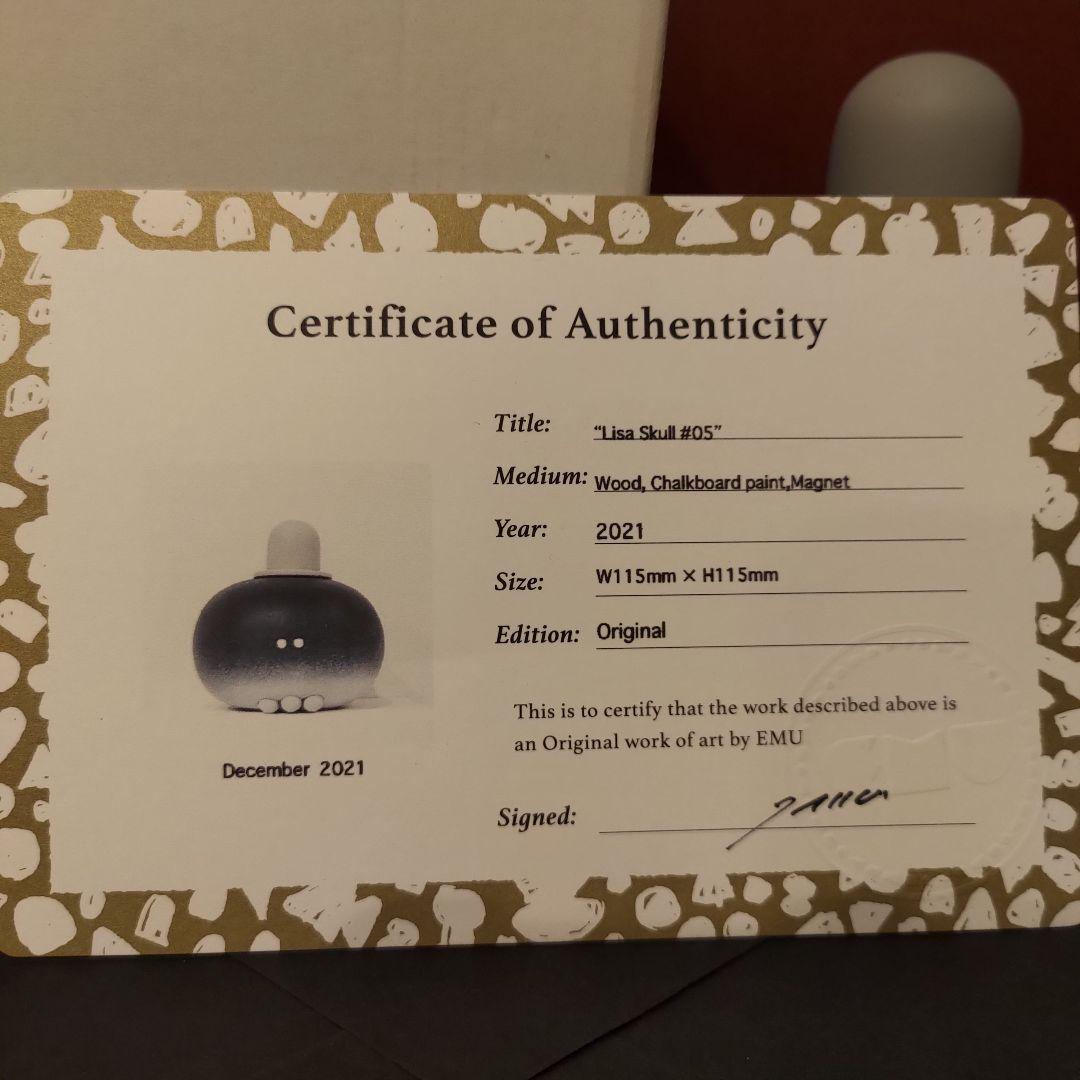 Certificate of Authenticity
Title: “Lisa Skull #05”
Medium: Wood, Chalkboard paint,Magnet
Year: 2021
Size: W115mm × H115mm
Edition: Original
This is to certify that the work described above is
an Original work of art by EMU
December 2021
Signed: